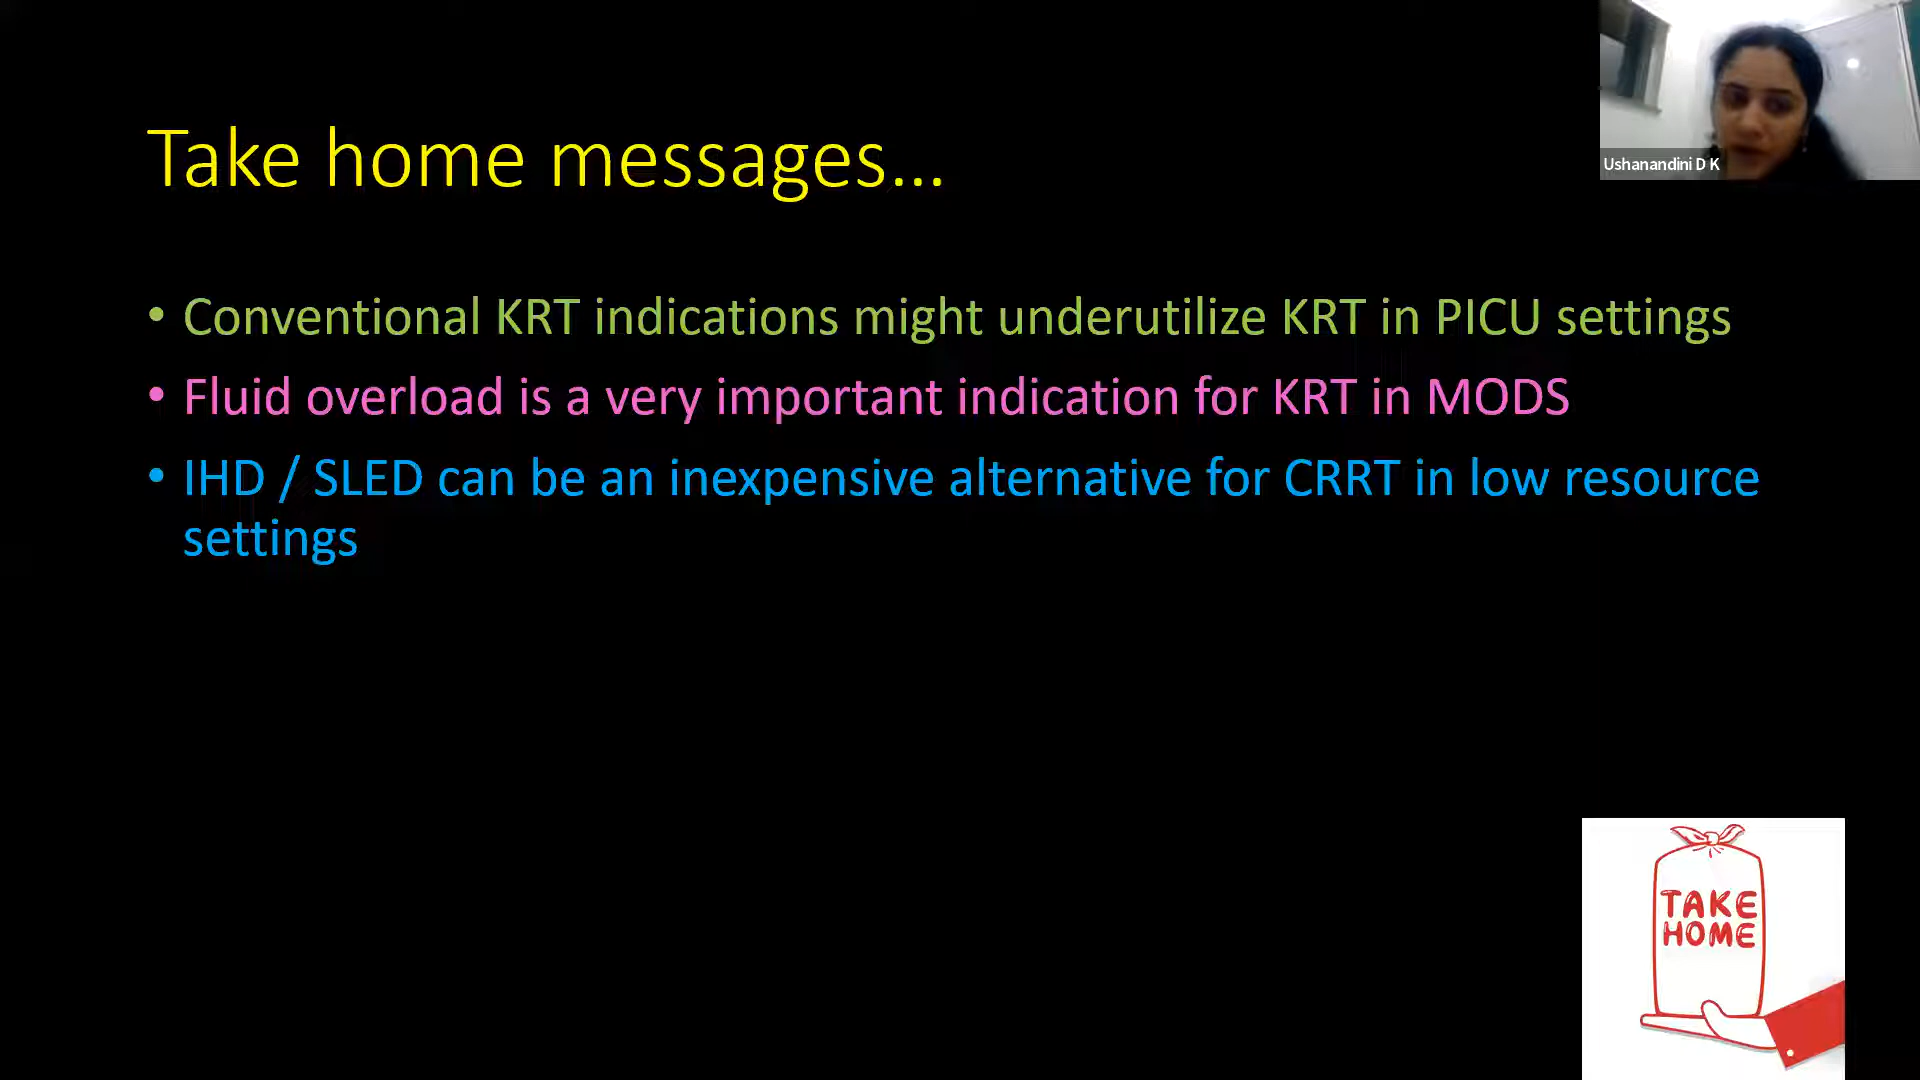 Take home messages...
Ushanandini D K
• Conventional KRT indications might underutilize KRT in PICU settings
• Fluid overload is a very important indication for KRT in MODS
• IHD / SLED can be an inexpensive alternative for CRRT in low resource
settings
TAKE
HOME